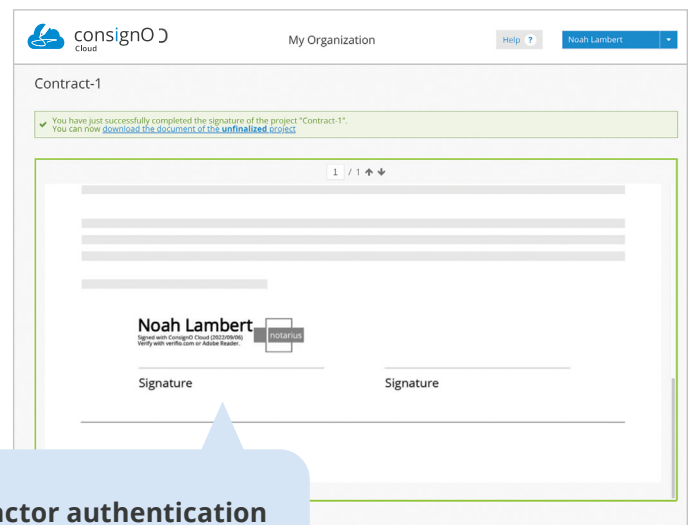 consignO
Cloud
My Organization
Help ?
Noah Lambert
Contract-1
You have just successfully completed the signature of the project "Contract-1".
You can now download the document of the unfinalized project
1 / 1
Noah Lambert
Signed with ConsignO Cloud (2022/09/06)
Verify with verifio.com or Adobe Reader.
notarius
Signature
Signature
authentication